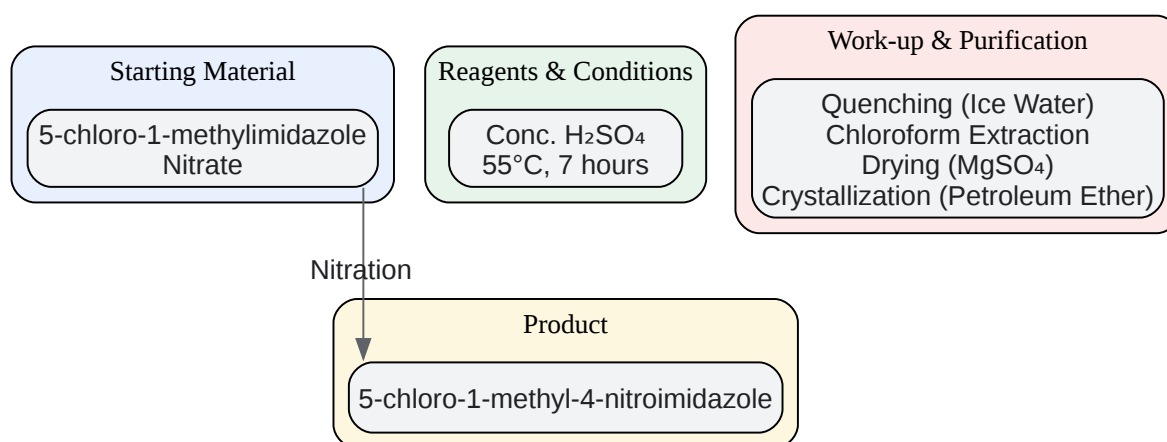 Starting Material
5-chloro-1-methylimidazole
Nitrate
Reagents & Conditions
Conc. H₂SO₄
55°C, 7 hours
Work-up & Purification
Quenching (Ice Water)
Chloroform Extraction
Drying (MgSO₄)
Crystallization (Petroleum Ether)
Nitration
Product
5-chloro-1-methyl-4-nitroimidazole